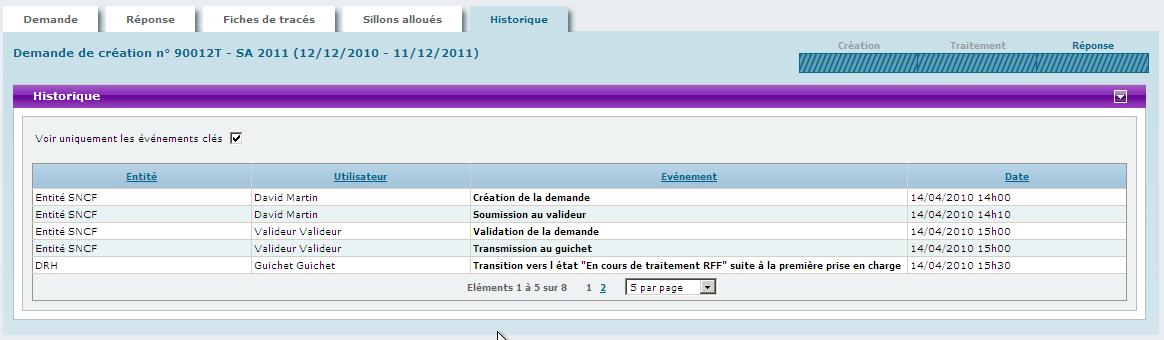 Demande Réponse Fiches de tracés Sillons alloués Historique
Demande de création n° 90012T - SA 2011 (12/12/2010 - 11/12/2011)
Création Traitement Réponse
Historique
Voir uniquement les événements clés
Entité Utilisateur Evénement Date
Entité SNCF David Martin Création de la demande 14/04/2010 14h00
Entité SNCF David Martin Soumission au valideur 14/04/2010 14h10
Entité SNCF Valideur Valideur Validation de la demande 14/04/2010 15h00
Entité SNCF Valideur Valideur Transmission au guichet 14/04/2010 15h00
DRH Guichet Guichet Transition vers l état "En cours de traitement RFF" suite à la première prise en charge 14/04/2010 15h30
Eléments 1 à 5 sur 8 1 2 5 par page